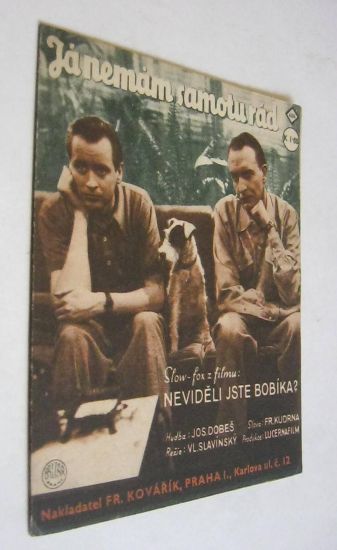 Já nemám samotu rád
Slow-fox z filmu:
NEVIDĚLI JSTE BOBÍKA?
Hudba: JOS. DOBEŠ Slova: FR. KUDRNA
Režie: VL. SLAVÍNSKÝ Produkce: LUCERNAFILM
Nakladatel FR. KOVÁŘÍK, PRAHA I., Karlova ul. č. 12